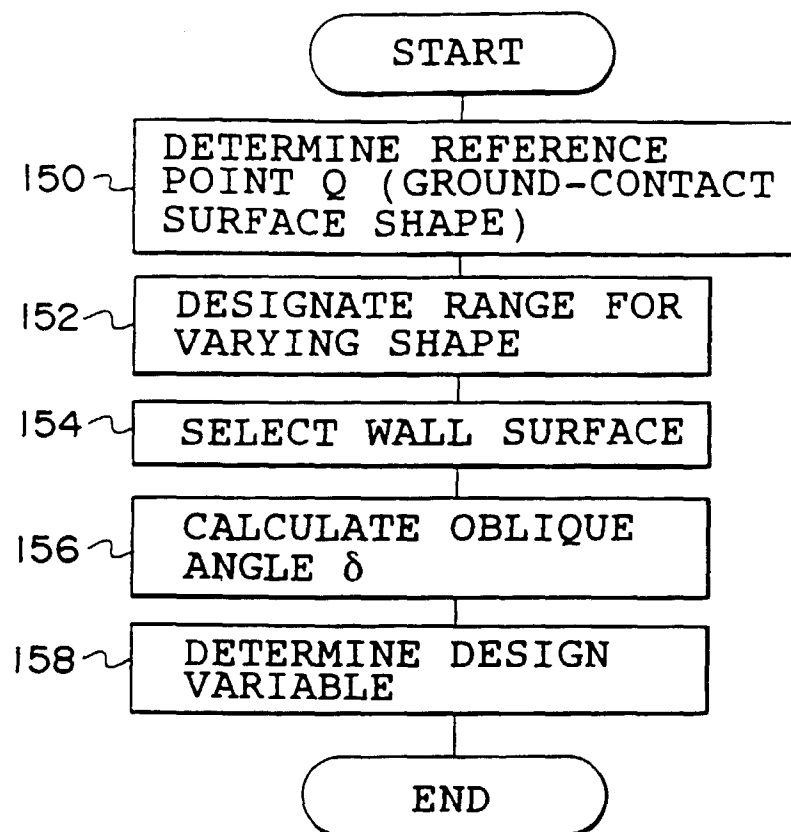 START
150
DETERMINE REFERENCE
POINT Q (GROUND-CONTACT
SURFACE SHAPE)
152
DESIGNATE RANGE FOR
VARYING SHAPE
154
SELECT WALL SURFACE
156
CALCULATE OBLIQUE
ANGLE δ
158
DETERMINE DESIGN
VARIABLE
END